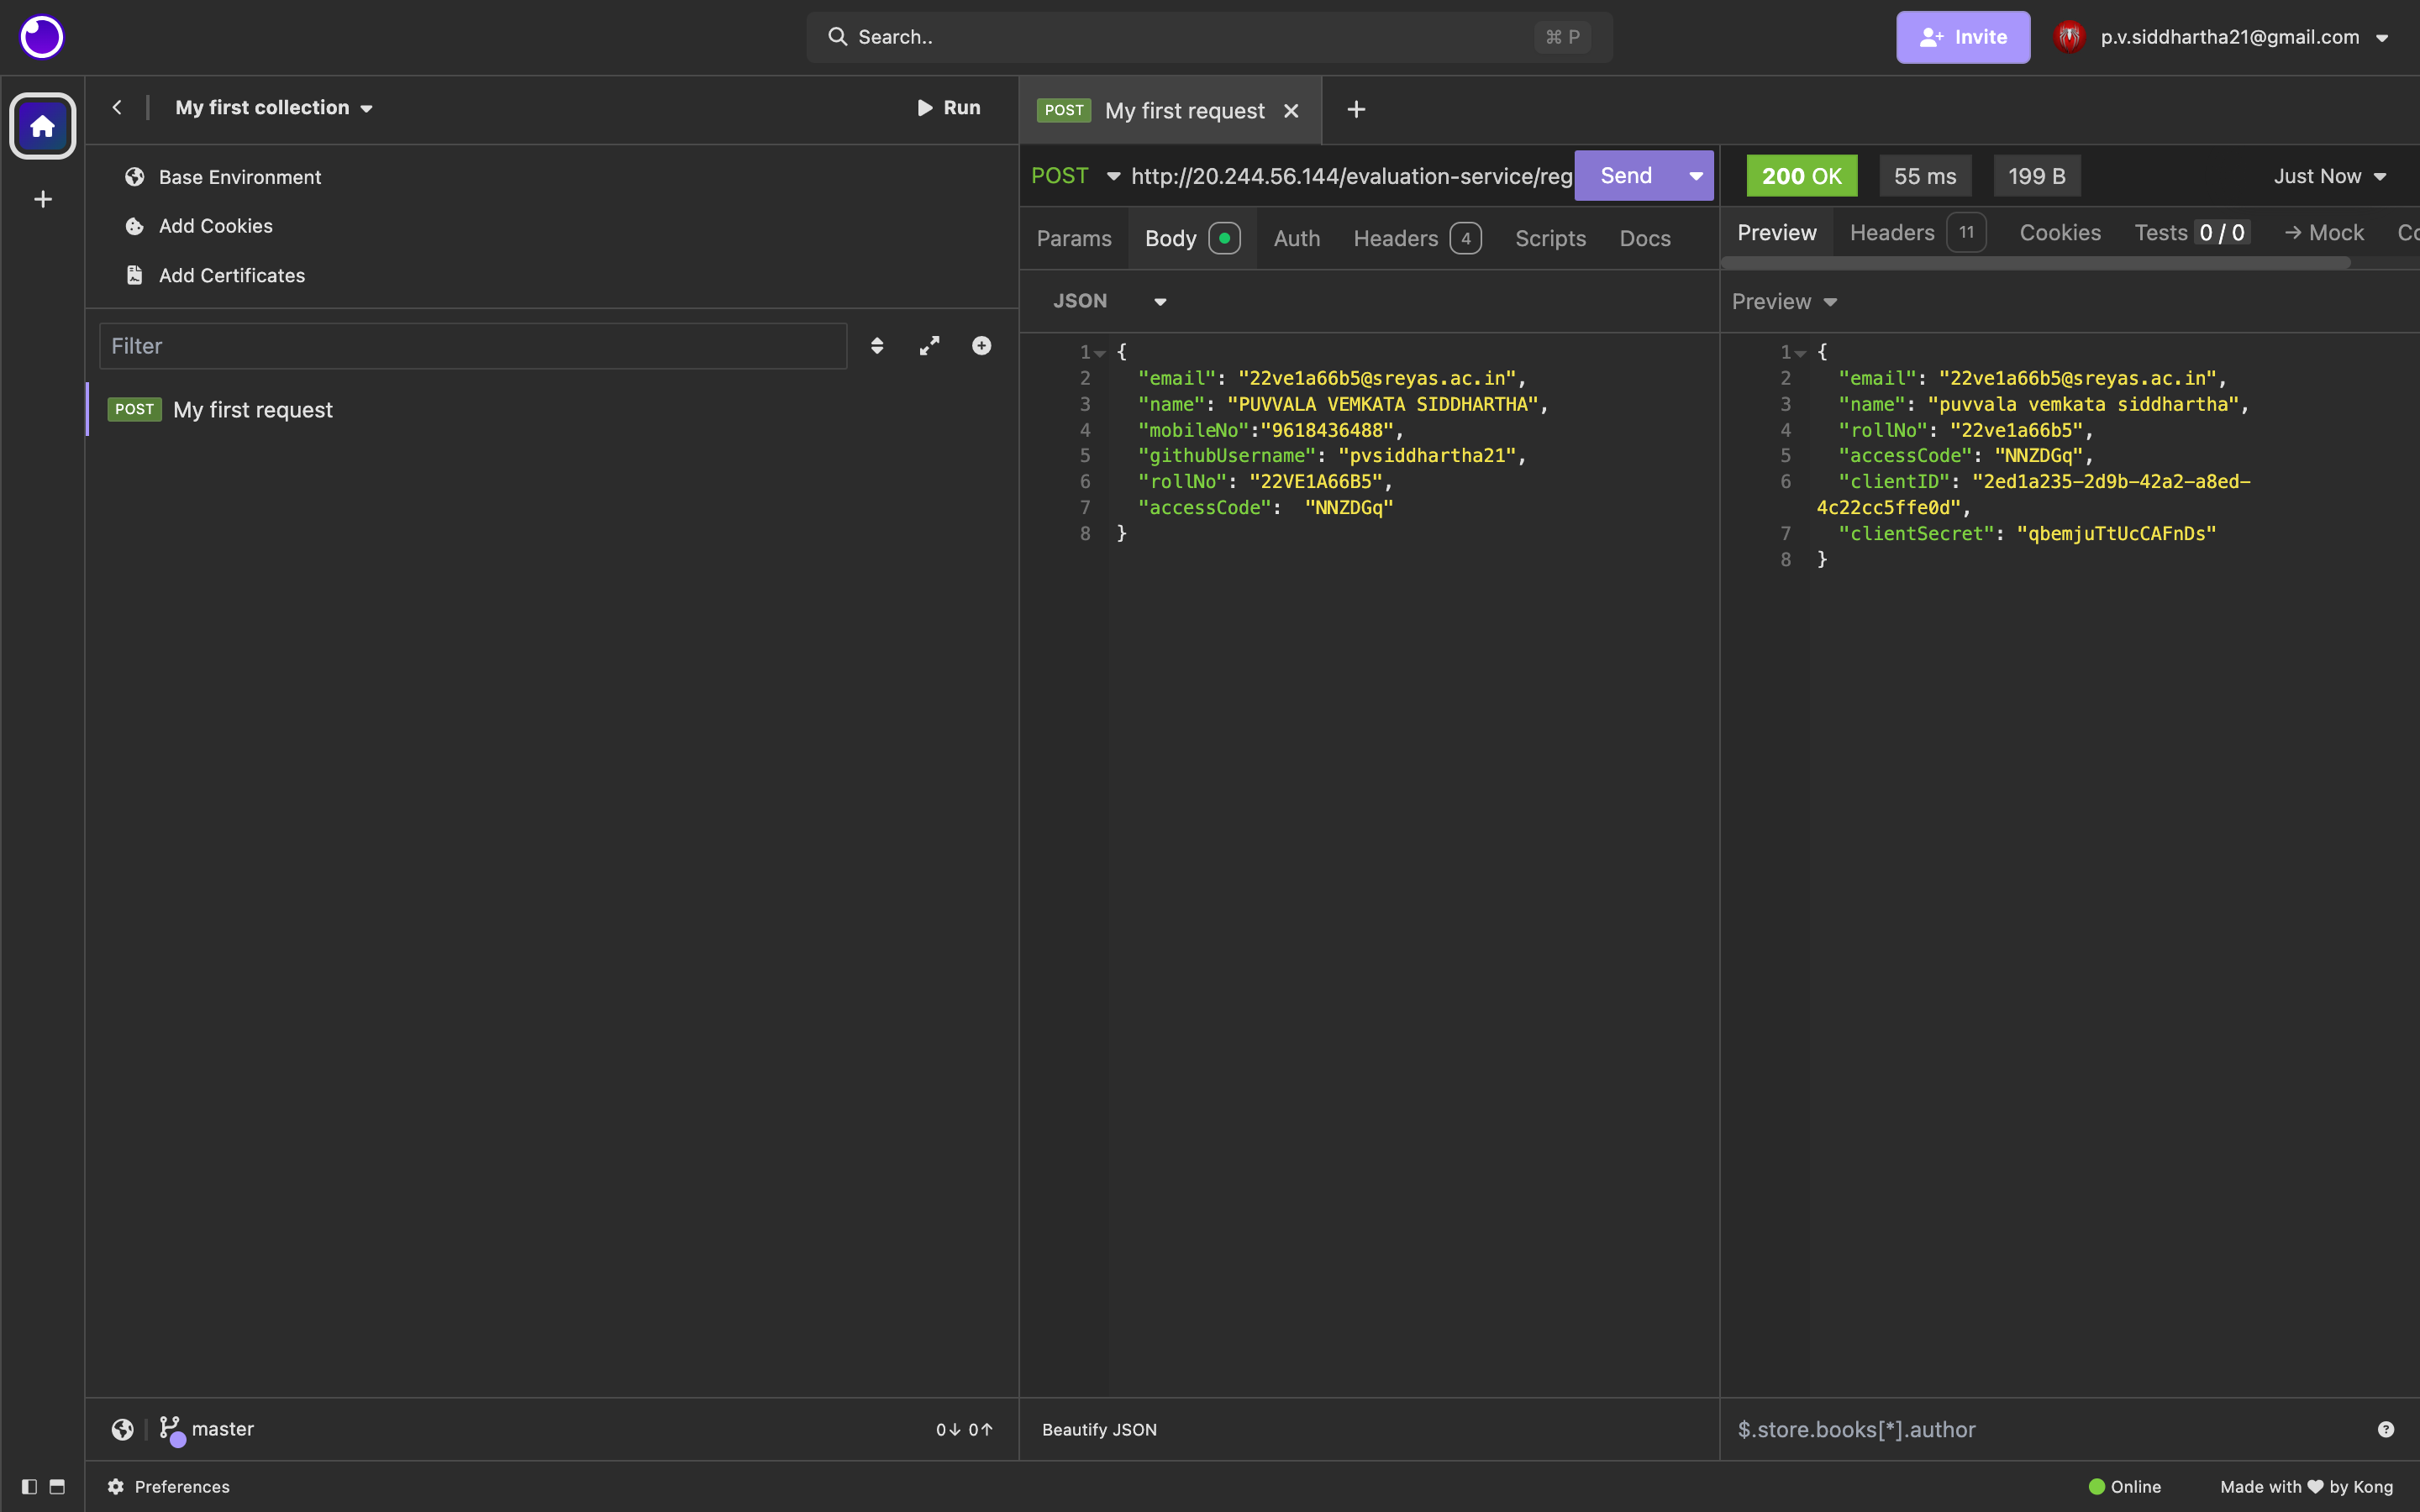 Search..
⌘ P
Invite
p.v.siddhartha21@gmail.com
My first collection
Run
Base Environment
Add Cookies
Add Certificates
Filter
POST My first request
POST My first request
POST http://20.244.56.144/evaluation-service/reg
Send
Params Body Auth Headers 4 Scripts Docs
JSON
1 {
2 "email": "22ve1a66b5@sreyas.ac.in",
3 "name": "PUVVALA VEMKATA SIDDHARTHA",
4 "mobileNo":"9618436488",
5 "githubUsername": "pvsiddhartha21",
6 "rollNo": "22VE1A66B5",
7 "accessCode":  "NNZDGq"
8 }
Beautify JSON
200 OK
55 ms
199 B
Just Now
Preview Headers 11 Cookies Tests 0 / 0 → Mock Co
Preview
1 {
2 "email": "22ve1a66b5@sreyas.ac.in",
3 "name": "puvvala vemkata siddhartha",
4 "rollNo": "22ve1a66b5",
5 "accessCode": "NNZDGq",
6 "clientID": "2ed1a235-2d9b-42a2-a8ed-
4c22cc5ffe0d",
7 "clientSecret": "qbemjuTtUcCAFnDs"
8 }
$.store.books[*].author
master
0↓ 0↑
Preferences
Online
Made with ♥ by Kong